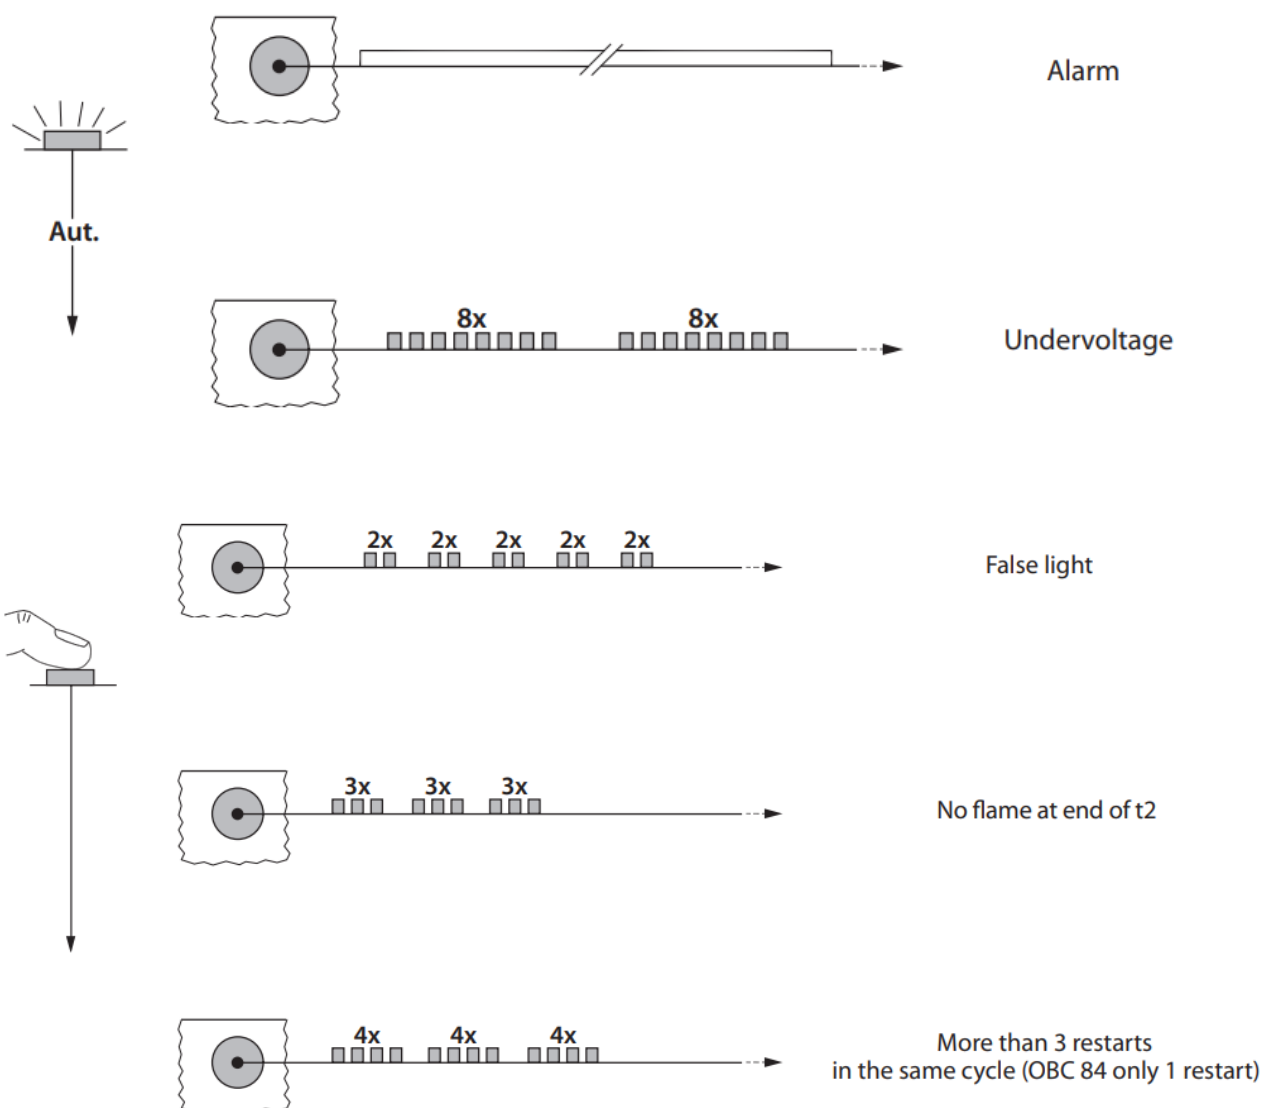 Alarm
Aut.
8x 8x
Undervoltage
2x 2x 2x 2x 2x
False light
3x 3x 3x
No flame at end of t2
4x 4x 4x
More than 3 restarts
in the same cycle (OBC 84 only 1 restart)